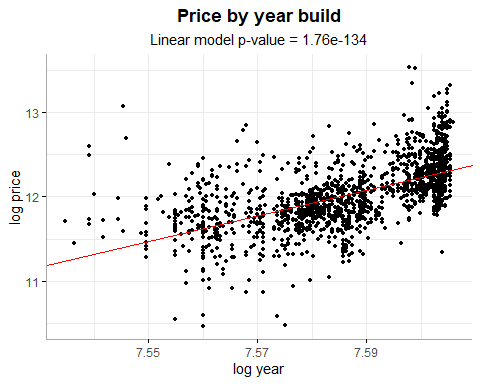 Price by year build
Linear model p-value = 1.76e-134
13
12
11
log price
7.55
7.57
7.59
log year